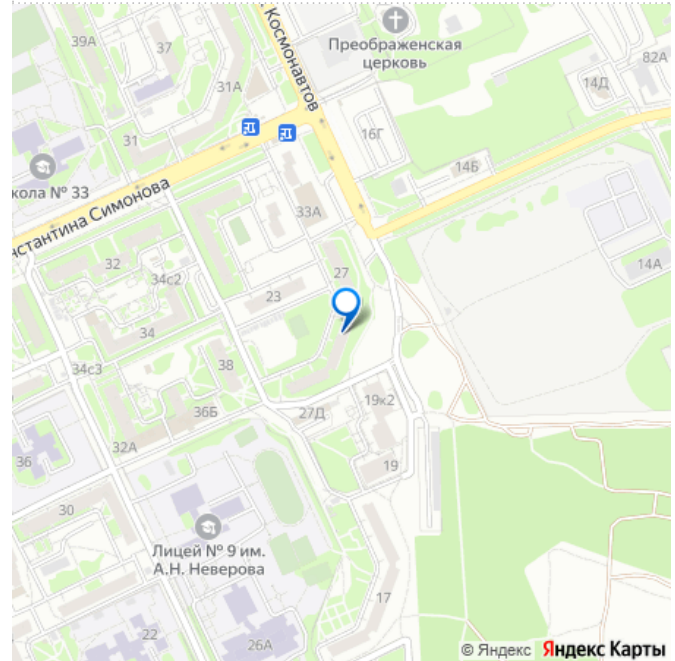 39А
37
Космонавтов
Преображенская
церковь
82А
14Д
31А
31
16Г
14Б
кола № 33
нстантина Симонова
33А
32
34с2
27
14А
23
34
38
34с3
36Б
27Д
19к2
32А
36
19
30
Лицей № 9 им.
А.Н. Неверова
17
22
26А
© Яндекс Яндекс Карты